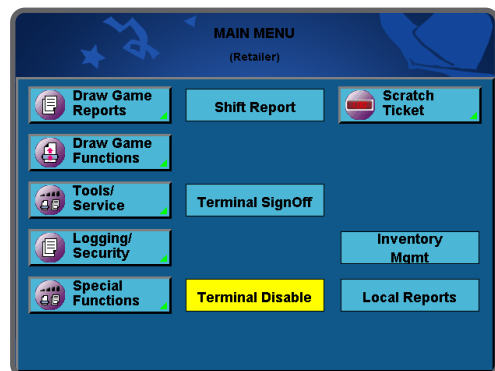 MAIN MENU
(Retailer)
Draw Game
Reports
Shift Report
Scratch
Ticket
Draw Game
Functions
Tools/
Service
Terminal SignOff
Logging/
Security
Inventory
Mgmt
Special
Functions
Terminal Disable
Local Reports